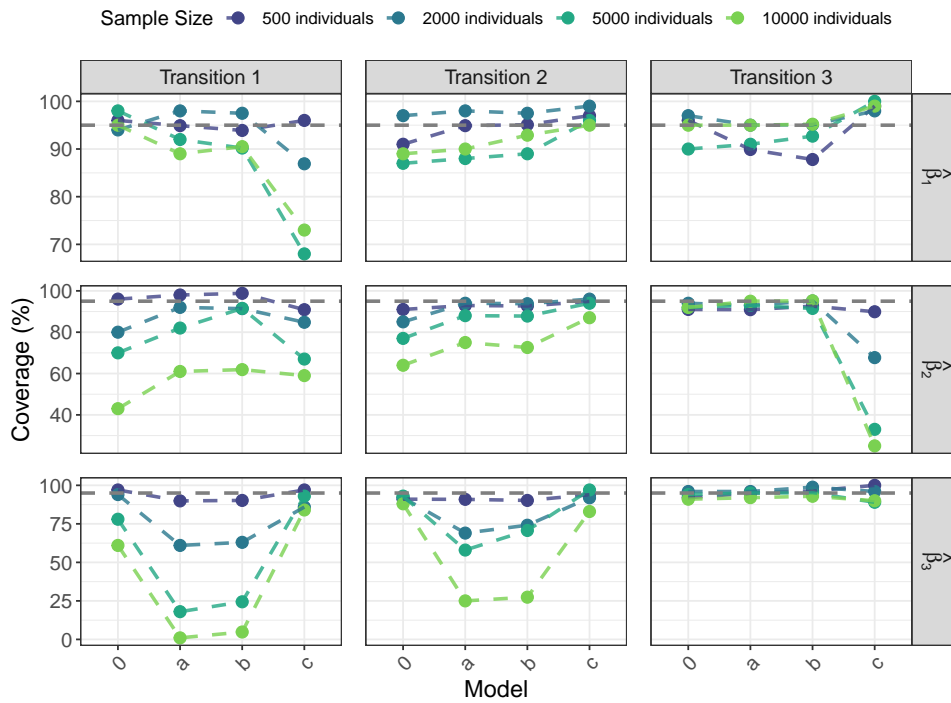 Sample Size 500 individuals 2000 individuals 5000 individuals 10000 individuals
Transition 1 Transition 2 Transition 3
100
90
80
70
β̂₁
100
80
60
40
β̂₂
100
75
50
25
0
β̂₃
Coverage (%)
0 a b c 0 a b c 0 a b c
Model